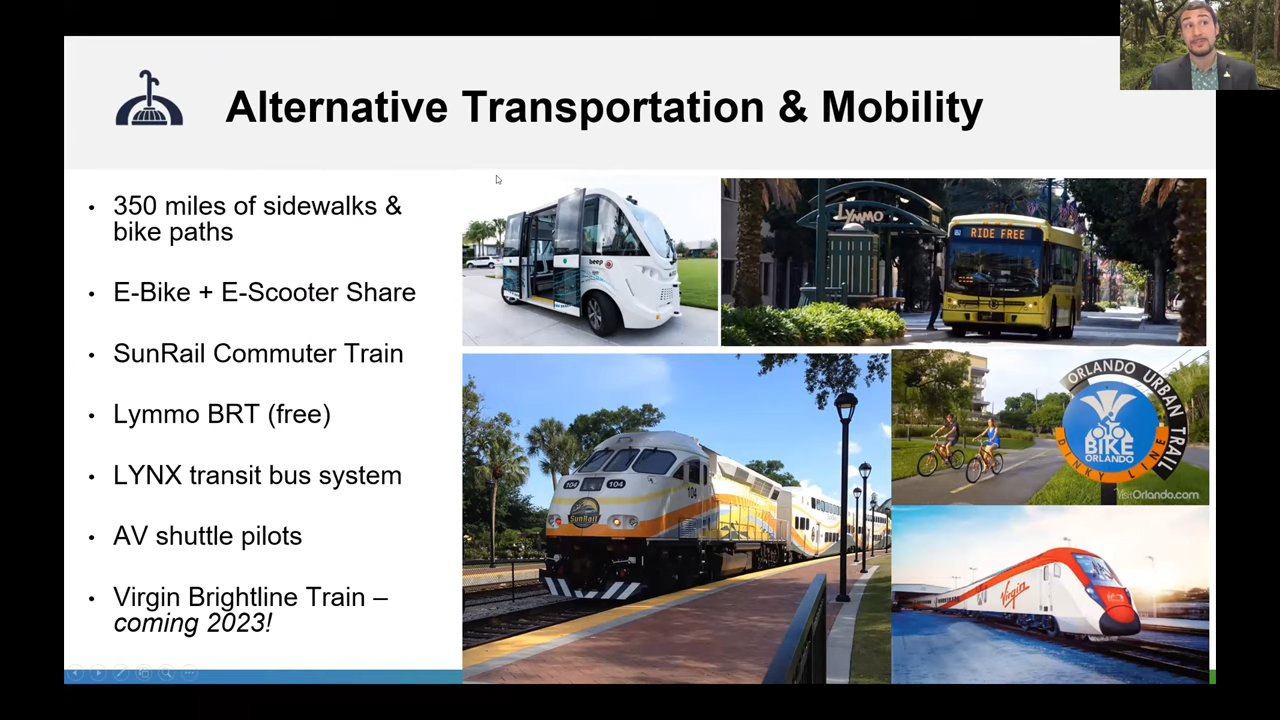 Alternative Transportation & Mobility
• 350 miles of sidewalks &
bike paths
• E-Bike + E-Scooter Share
• SunRail Commuter Train
• Lymmo BRT (free)
• LYNX transit bus system
• AV shuttle pilots
• Virgin Brightline Train –
coming 2023!
beep
LYMMO
RIDE FREE
104
104
104
SunRail
ORLANDO URBAN TRAIL
BIKE
ORLANDO
DINKY LINE
VisitOrlando.com
Virgin